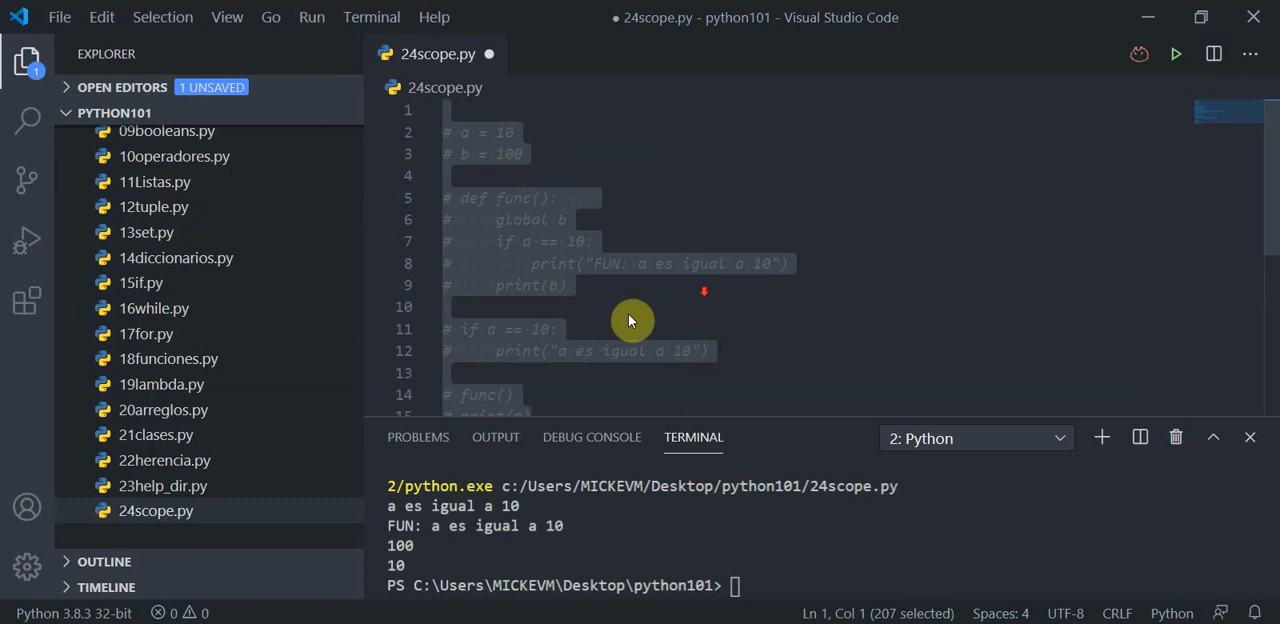 File Edit Selection View Go Run Terminal Help
● 24scope.py - python101 - Visual Studio Code
EXPLORER
1
OPEN EDITORS 1 UNSAVED
PYTHON101
09booleans.py
10operadores.py
11Listas.py
12tuple.py
13set.py
14diccionarios.py
15if.py
16while.py
17for.py
18funciones.py
19lambda.py
20arreglos.py
21clases.py
22herencia.py
23help_dir.py
24scope.py
OUTLINE
TIMELINE
24scope.py ●
24scope.py
1
2 # a = 10
3 # b = 100
4
5 # def func():
6 #     global b
7 #     if a == 10:
8 #         print("FUN: a es igual a 10")
9 #     print(b)
10
11 # if a == 10:
12 #     print("a es igual a 10")
13
14 # func()
15 # print(a)
PROBLEMS OUTPUT DEBUG CONSOLE TERMINAL 2: Python
2/python.exe c:/Users/MICKEVM/Desktop/python101/24scope.py
a es igual a 10
FUN: a es igual a 10
100
10
PS C:\Users\MICKEVM\Desktop\python101>
Python 3.8.3 32-bit 0 0 Ln 1, Col 1 (207 selected) Spaces: 4 UTF-8 CRLF Python